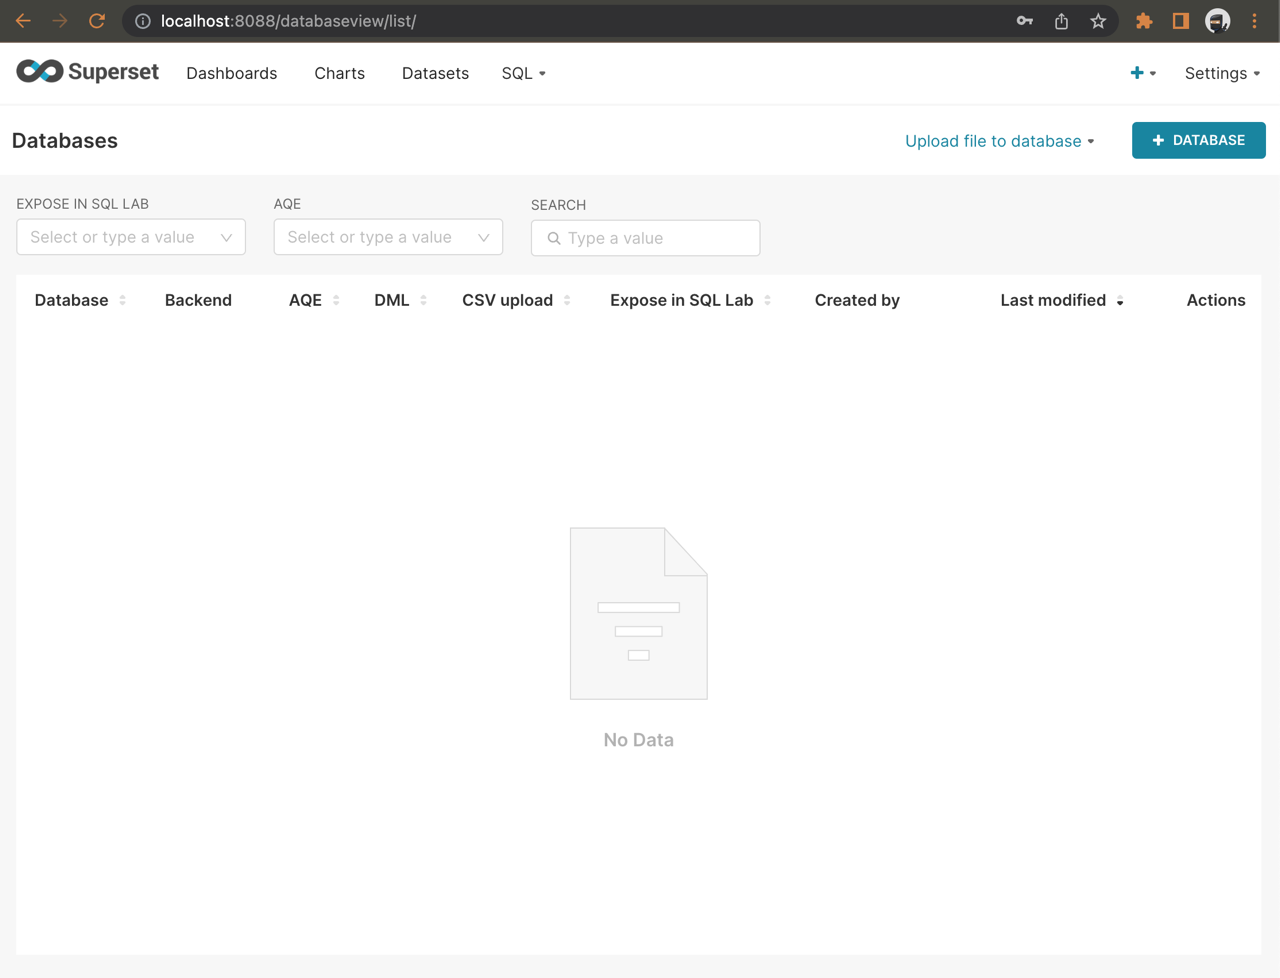 localhost:8088/databaseview/list/
Superset Dashboards Charts Datasets SQL Settings
Databases Upload file to database + DATABASE
EXPOSE IN SQL LAB AQE SEARCH
Select or type a value Select or type a value Type a value
Database Backend AQE DML CSV upload Expose in SQL Lab Created by Last modified Actions
No Data